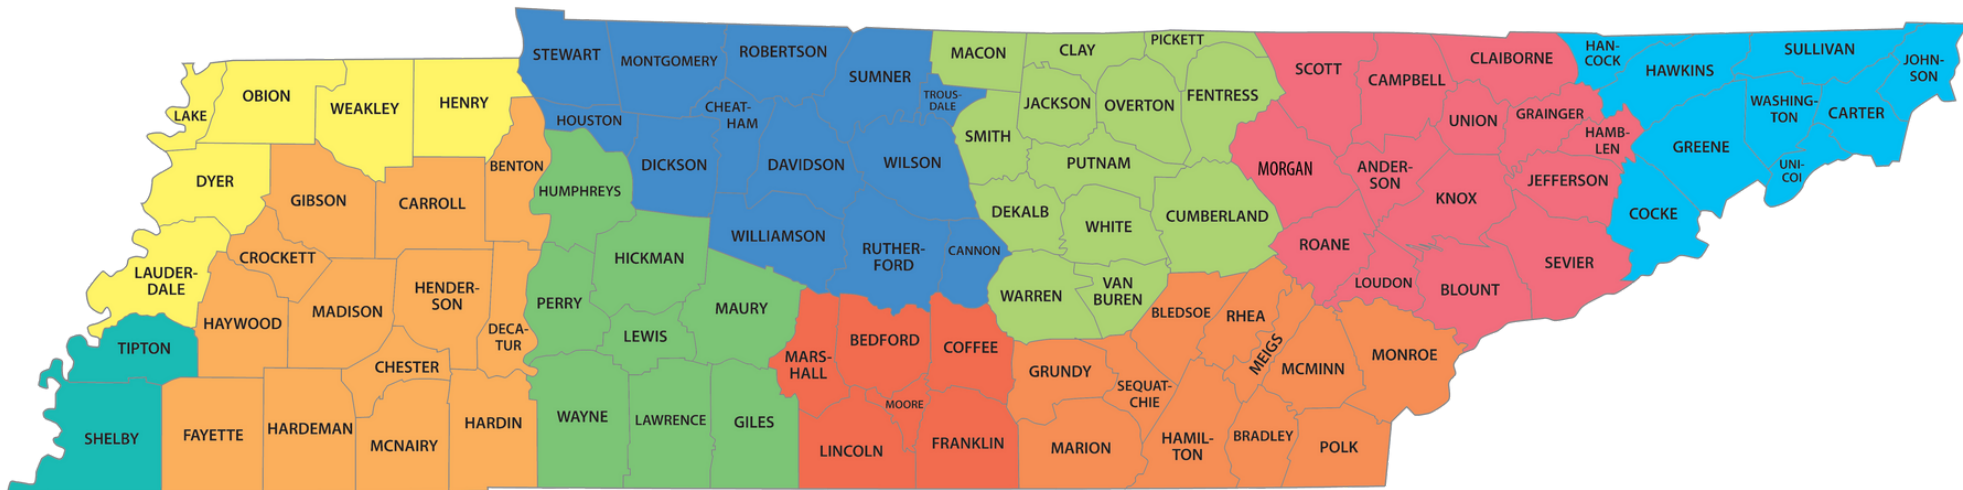 STEWART
MONTGOMERY
ROBERTSON
SUMNER
MACON
CLAY
PICKETT
SCOTT
CAMPBELL
CLAIBORNE
HAN-
COCK
HAWKINS
SULLIVAN
JOHN-
SON
LAKE
OBION
WEAKLEY
HENRY
HOUSTON
CHEAT-
HAM
TROUS-
DALE
JACKSON
OVERTON
FENTRESS
UNION
GRAINGER
HAMB-
LEN
GREENE
WASHING-
TON
CARTER
UNI-
COI
DYER
GIBSON
CARROLL
BENTON
HUMPHREYS
DICKSON
DAVIDSON
WILSON
SMITH
PUTNAM
MORGAN
ANDER-
SON
KNOX
JEFFERSON
COCKE
LAUDER-
DALE
CROCKETT
HICKMAN
WILLIAMSON
RUTHER-
FORD
CANNON
DEKALB
WHITE
CUMBERLAND
ROANE
LOUDON
BLOUNT
SEVIER
TIPTON
HAYWOOD
MADISON
HENDER-
SON
DECA-
TUR
PERRY
LEWIS
MAURY
MARS-
HALL
BEDFORD
COFFEE
WARREN
VAN
BUREN
BLEDSOE
RHEA
MEIGS
MCMINN
MONROE
CHESTER
GRUNDY
SEQUAT-
CHIE
SHELBY
FAYETTE
HARDEMAN
MCNAIRY
HARDIN
WAYNE
LAWRENCE
GILES
LINCOLN
MOORE
FRANKLIN
MARION
HAMIL-
TON
BRADLEY
POLK